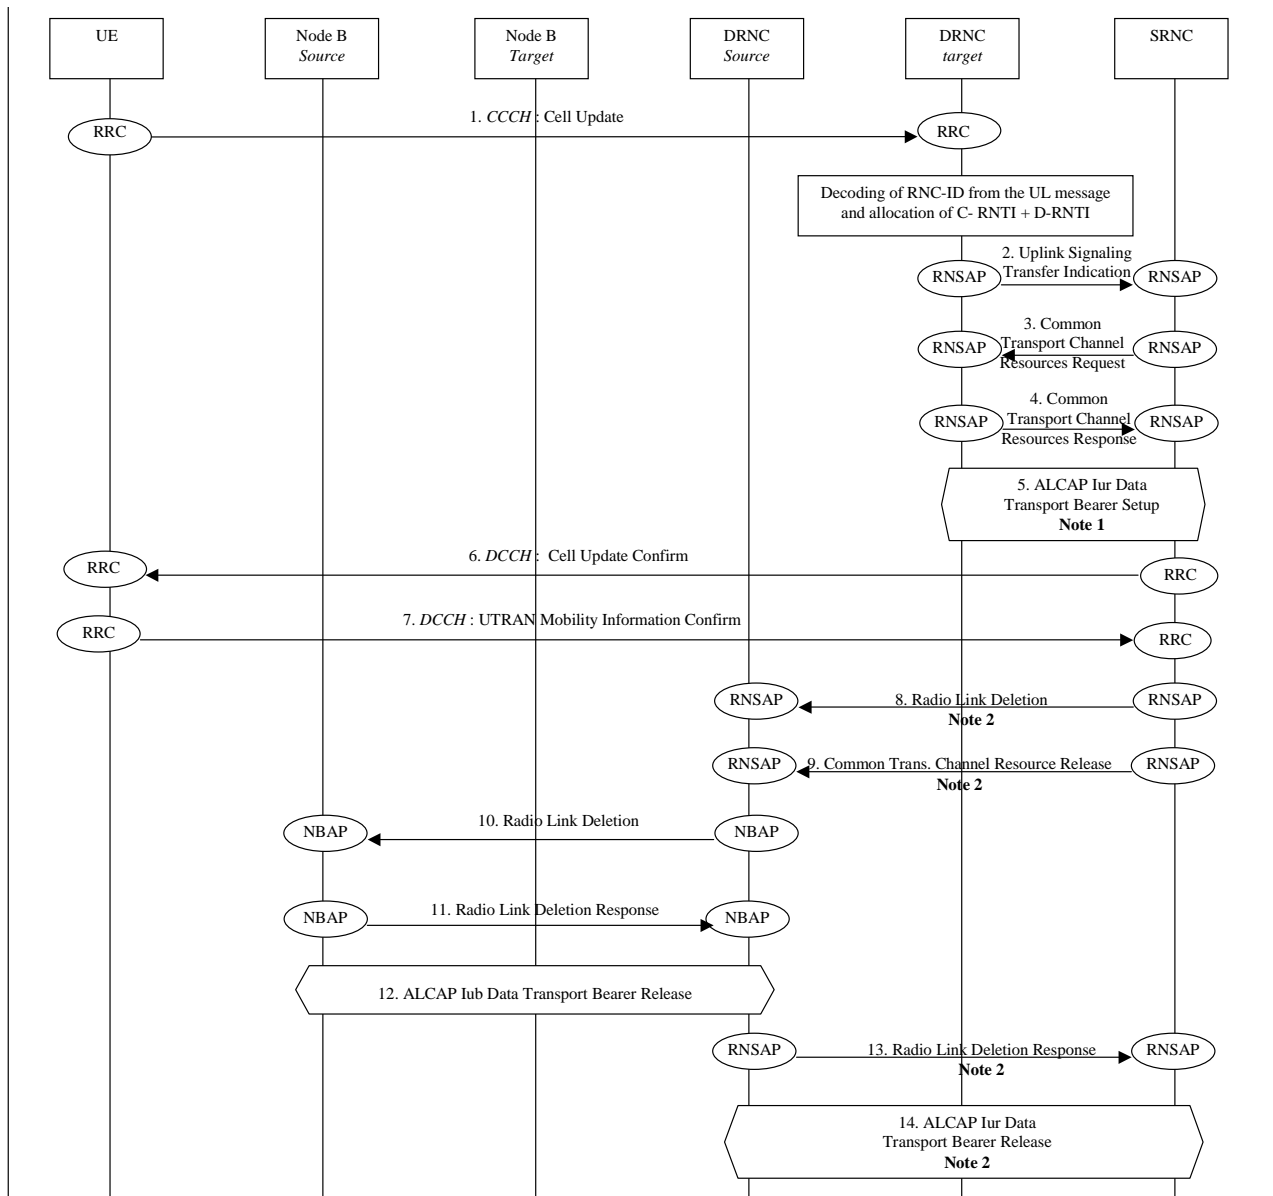 UE
Node B
Source
Node B
Target
DRNC
Source
DRNC
target
SRNC
1. CCCH : Cell Update
RRC
RRC
Decoding of RNC-ID from the UL message
and allocation of C- RNTI + D-RNTI
2. Uplink Signaling
Transfer Indication
RNSAP
RNSAP
3. Common
Transport Channel
Resources Request
RNSAP
RNSAP
4. Common
Transport Channel
Resources Response
RNSAP
RNSAP
5. ALCAP Iur Data
Transport Bearer Setup
Note 1
6. DCCH : Cell Update Confirm
RRC
RRC
7. DCCH : UTRAN Mobility Information Confirm
RRC
RRC
RNSAP
8. Radio Link Deletion
Note 2
RNSAP
RNSAP
9. Common Trans. Channel Resource Release
Note 2
RNSAP
10. Radio Link Deletion
NBAP
NBAP
11. Radio Link Deletion Response
NBAP
NBAP
12. ALCAP Iub Data Transport Bearer Release
RNSAP
13. Radio Link Deletion Response
Note 2
RNSAP
14. ALCAP Iur Data
Transport Bearer Release
Note 2